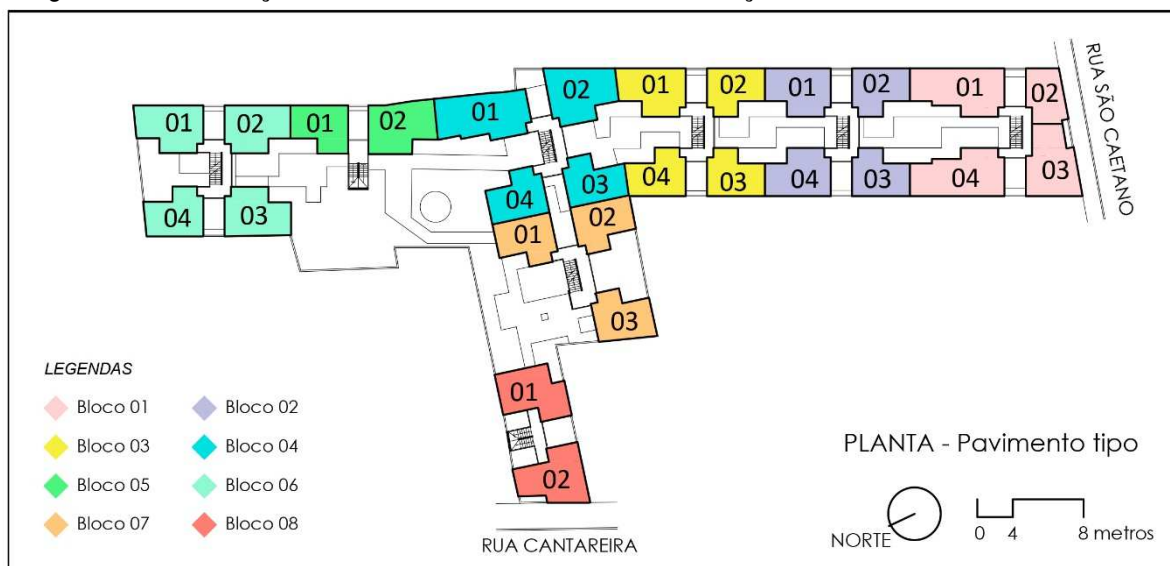 01
02
01
02
01
02
01
02
01
02
01
02
04
03
04
03
04
03
04
03
04
03
01
02
03
01
02
RUA SÃO CAETANO
RUA CANTAREIRA
LEGENDAS
Bloco 01
Bloco 02
Bloco 03
Bloco 04
Bloco 05
Bloco 06
Bloco 07
Bloco 08
PLANTA - Pavimento tipo
NORTE
0 4 8 metros